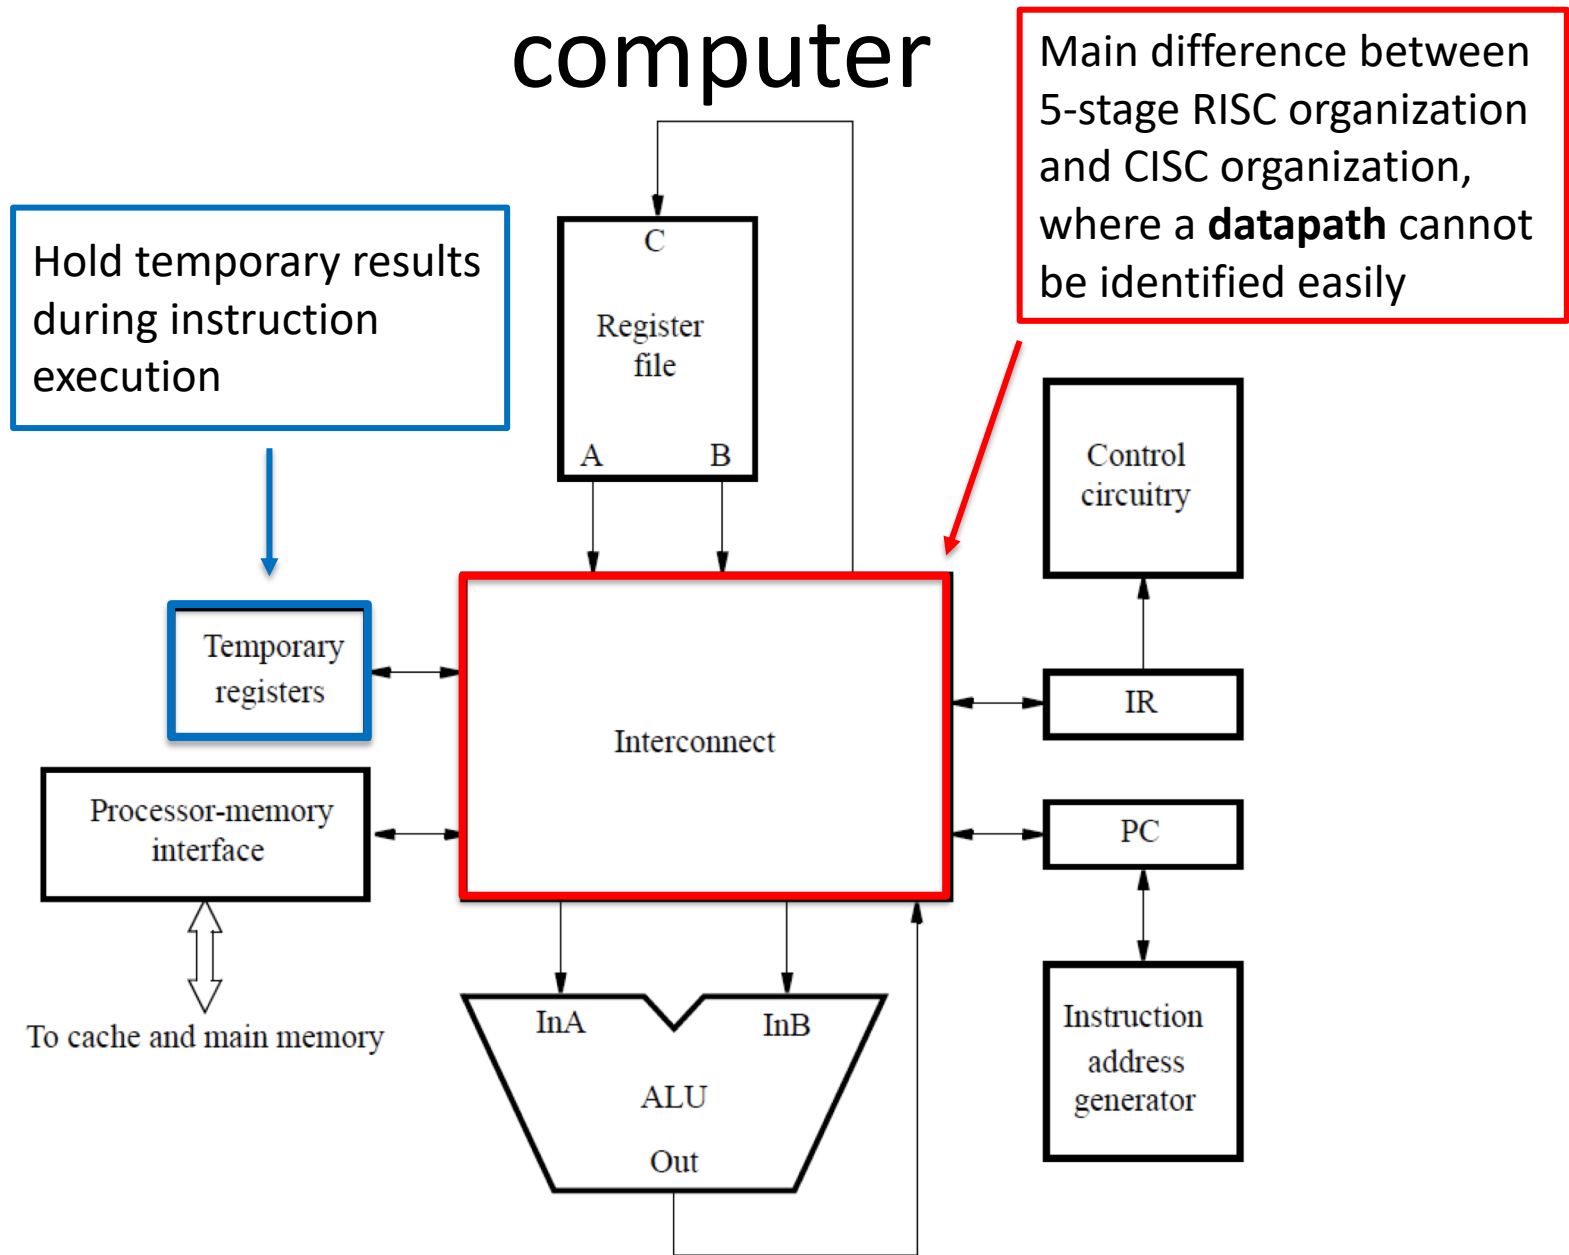 computer
Main difference between
5-stage RISC organization
and CISC organization,
where a datapath cannot
be identified easily
Hold temporary results
during instruction
execution
C
Register
file
A
B
Control
circuitry
Temporary
registers
IR
Interconnect
Processor-memory
interface
PC
To cache and main memory
InA
InB
ALU
Out
Instruction
address
generator